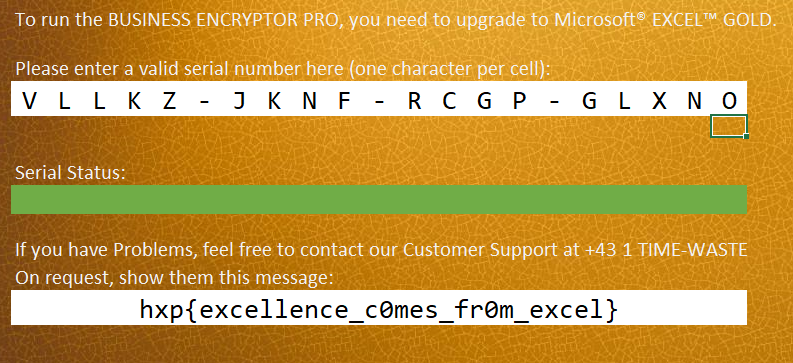 To run the BUSINESS ENCRYPTOR PRO, you need to upgrade to Microsoft® EXCEL™ GOLD.
Please enter a valid serial number here (one character per cell):
V L L K Z - J K N F - R C G P - G L X N O
Serial Status:
If you have Problems, feel free to contact our Customer Support at +43 1 TIME-WASTE
On request, show them this message:
hxp{excellence_c0mes_fr0m_excel}